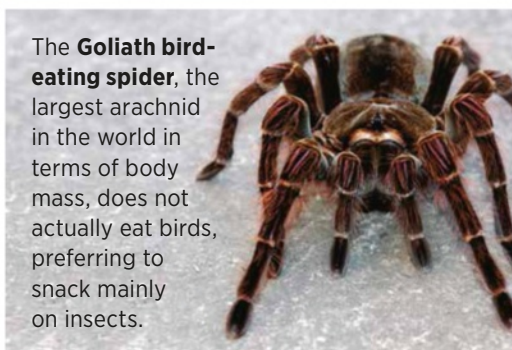 The Goliath bird-
eating spider, the
largest arachnid
in the world in
terms of body
mass, does not
actually eat birds,
preferring to
snack mainly
on insects.